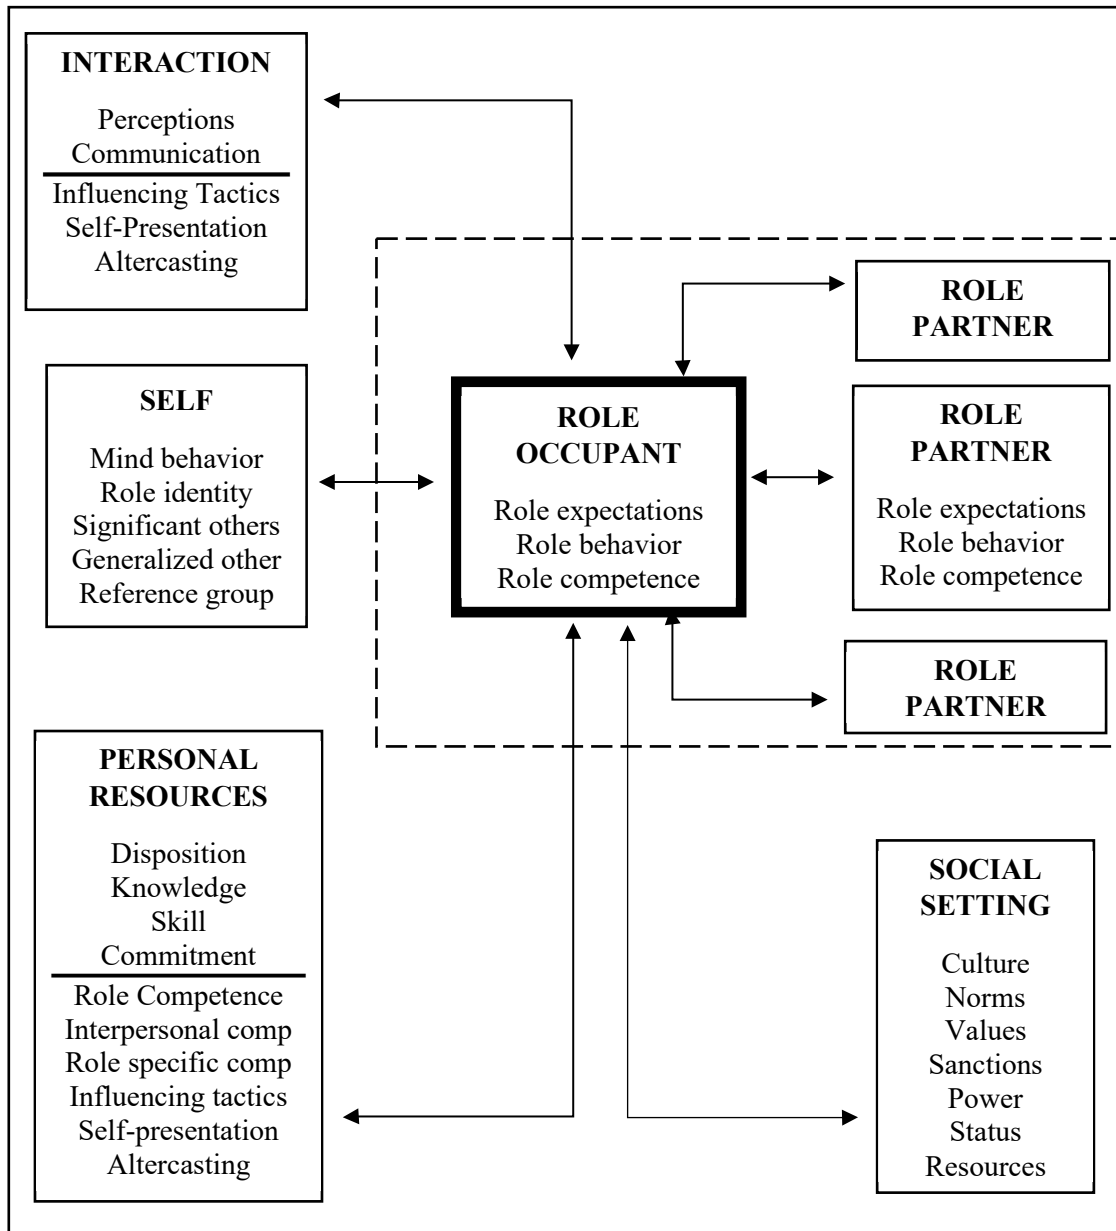 INTERACTION
Perceptions
Communication
Influencing Tactics
Self-Presentation
Altercasting
SELF
Mind behavior
Role identity
Significant others
Generalized other
Reference group
PERSONAL
RESOURCES
Disposition
Knowledge
Skill
Commitment
Role Competence
Interpersonal comp
Role specific comp
Influencing tactics
Self-presentation
Altercasting
ROLE
OCCUPANT
Role expectations
Role behavior
Role competence
ROLE
PARTNER
ROLE
PARTNER
Role expectations
Role behavior
Role competence
ROLE
PARTNER
SOCIAL
SETTING
Culture
Norms
Values
Sanctions
Power
Status
Resources